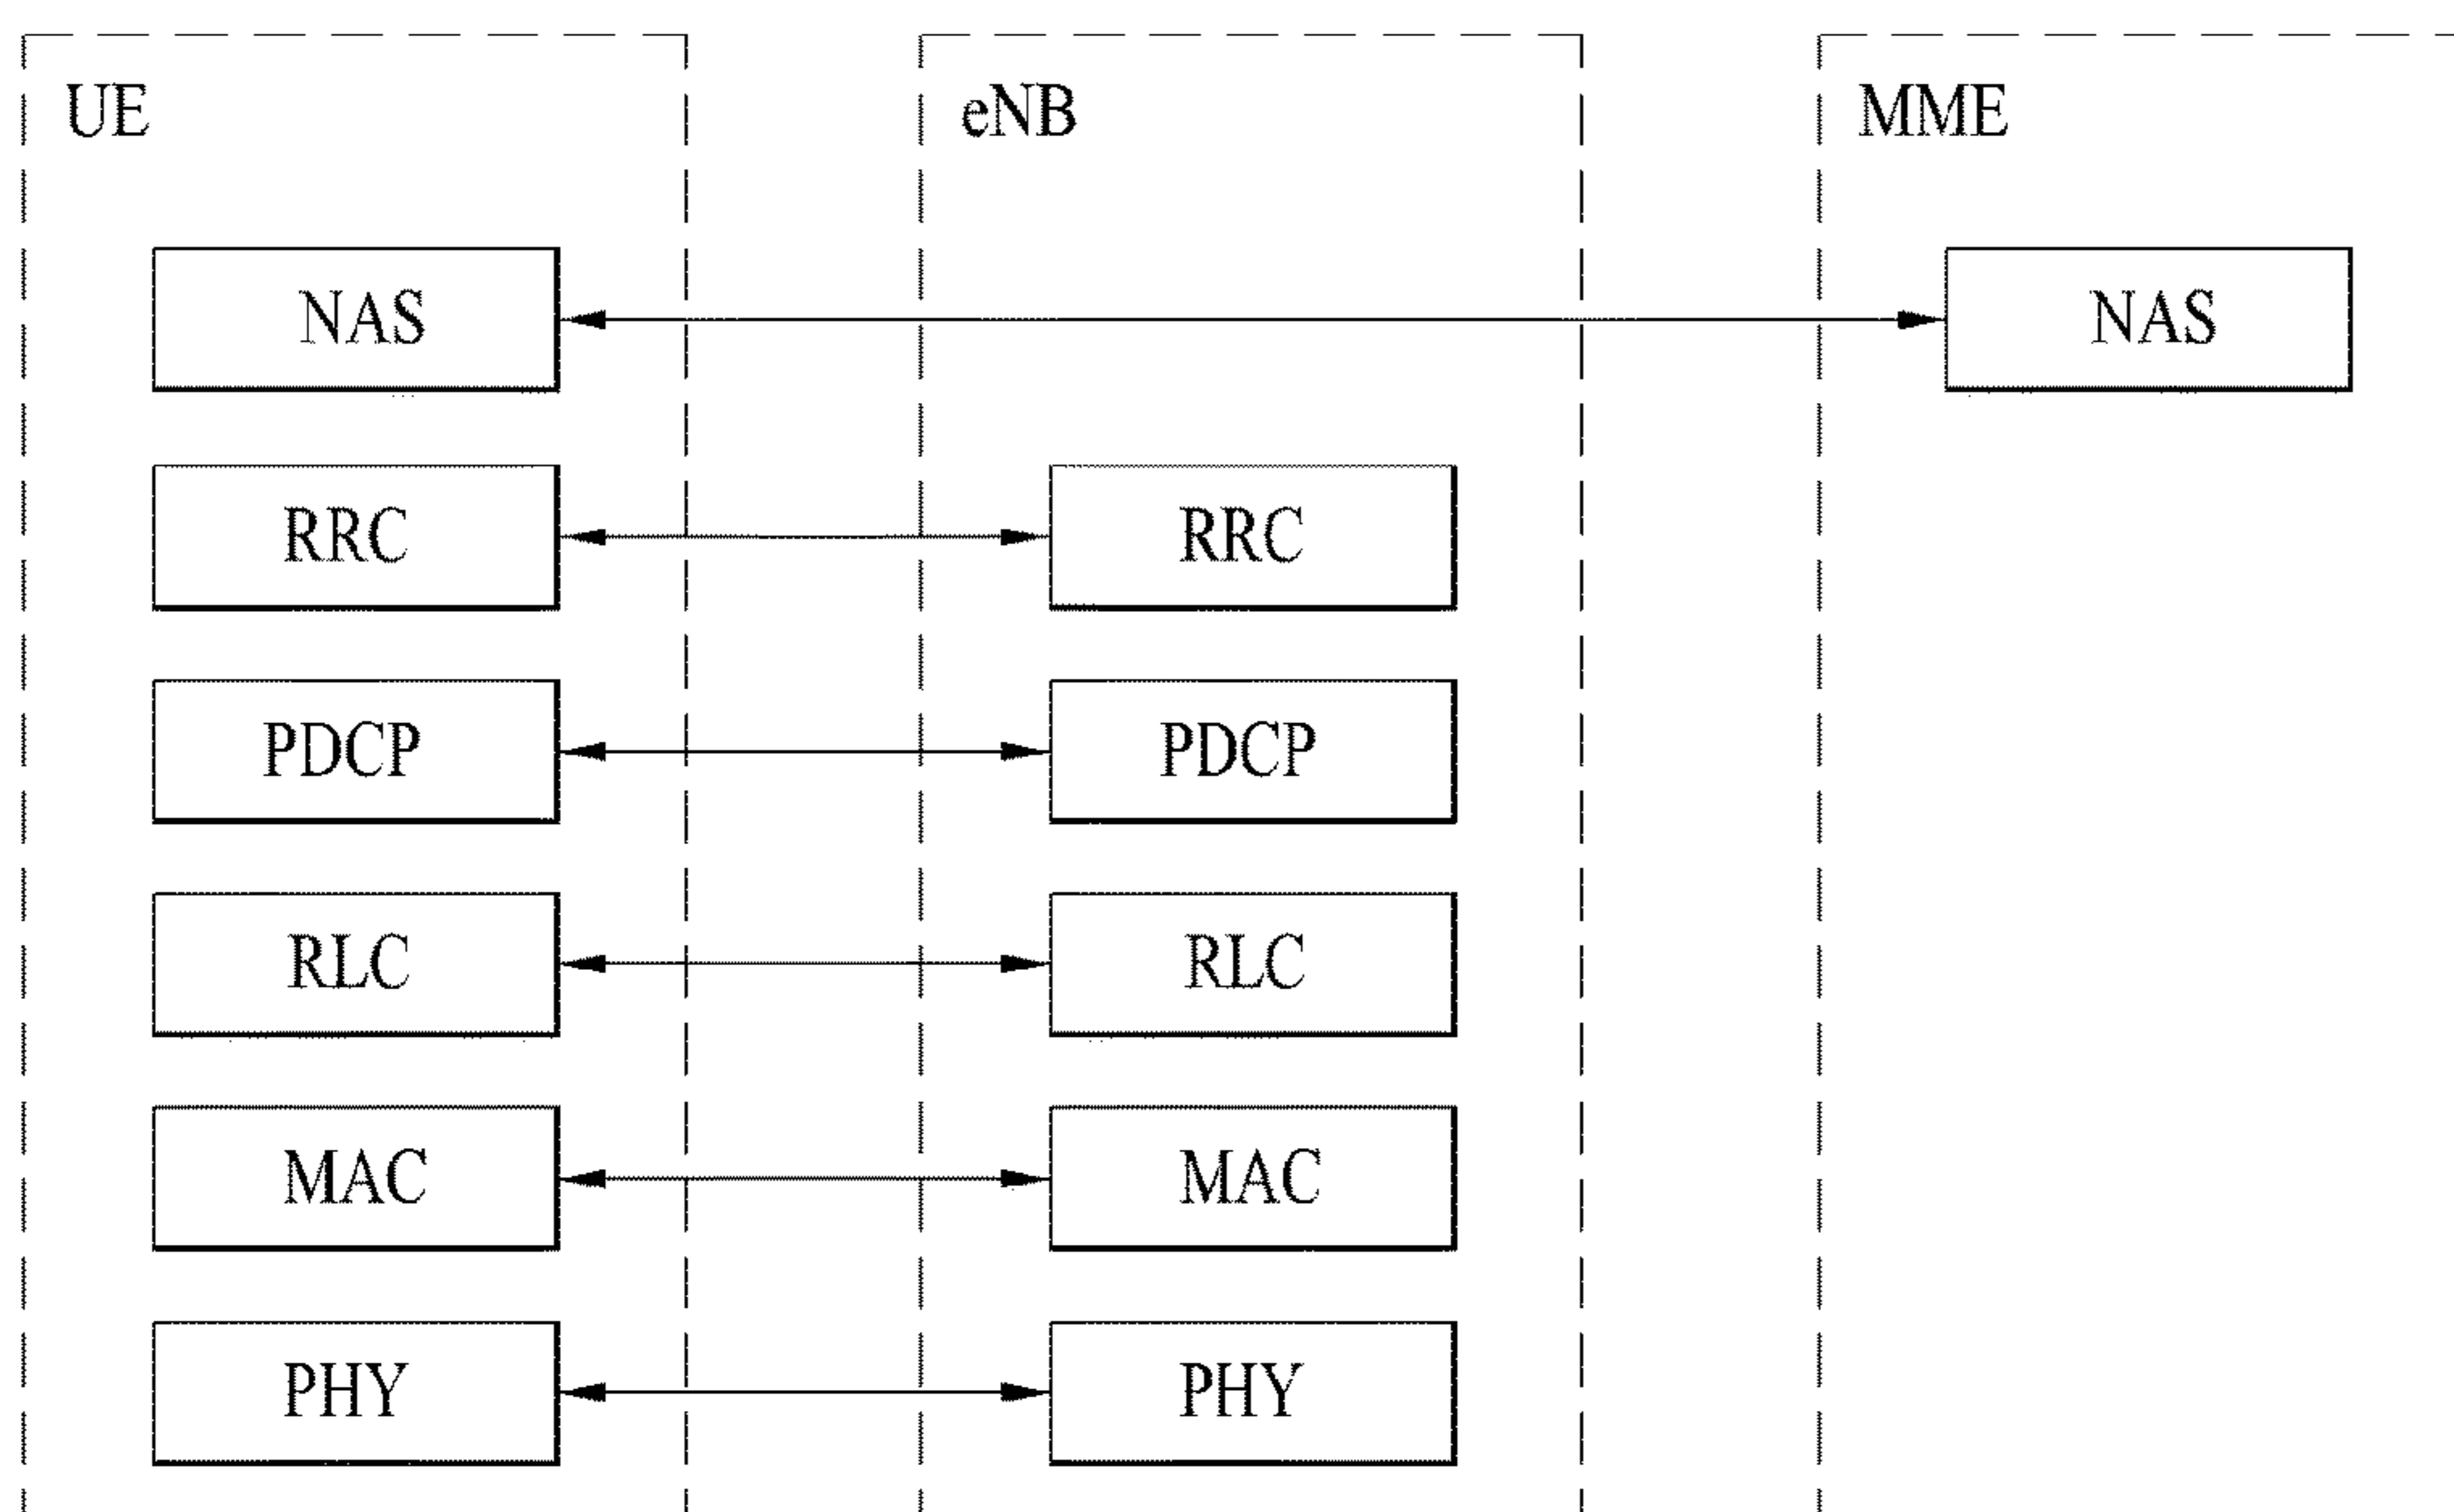 UE eNB MME
NAS NAS
RRC RRC
PDCP PDCP
RLC RLC
MAC MAC
PHY PHY